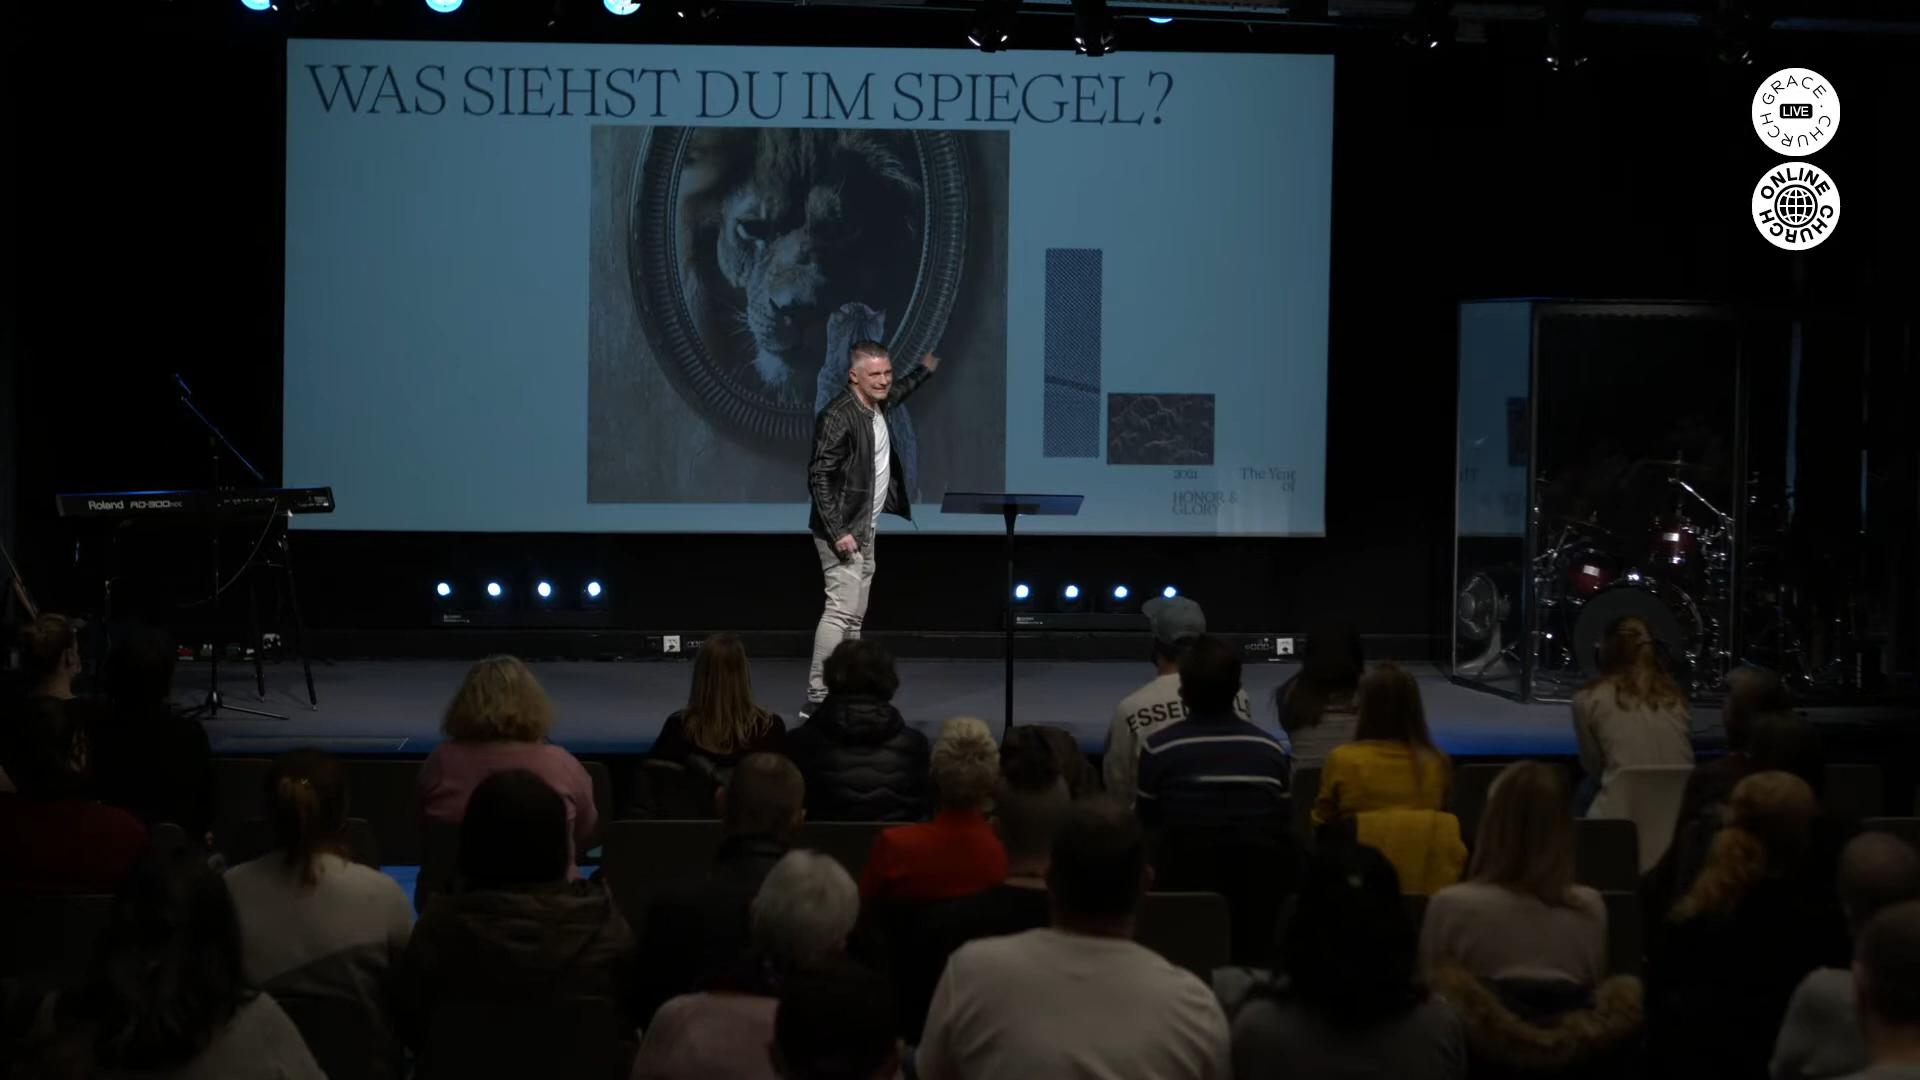 WAS SIEHST DU IM SPIEGEL?
GRACE · CHURCH ·
LIVE
ONLINE CHURCH
The Year
of
HONOR &
GLORY
Roland RD-300NX
ESSE